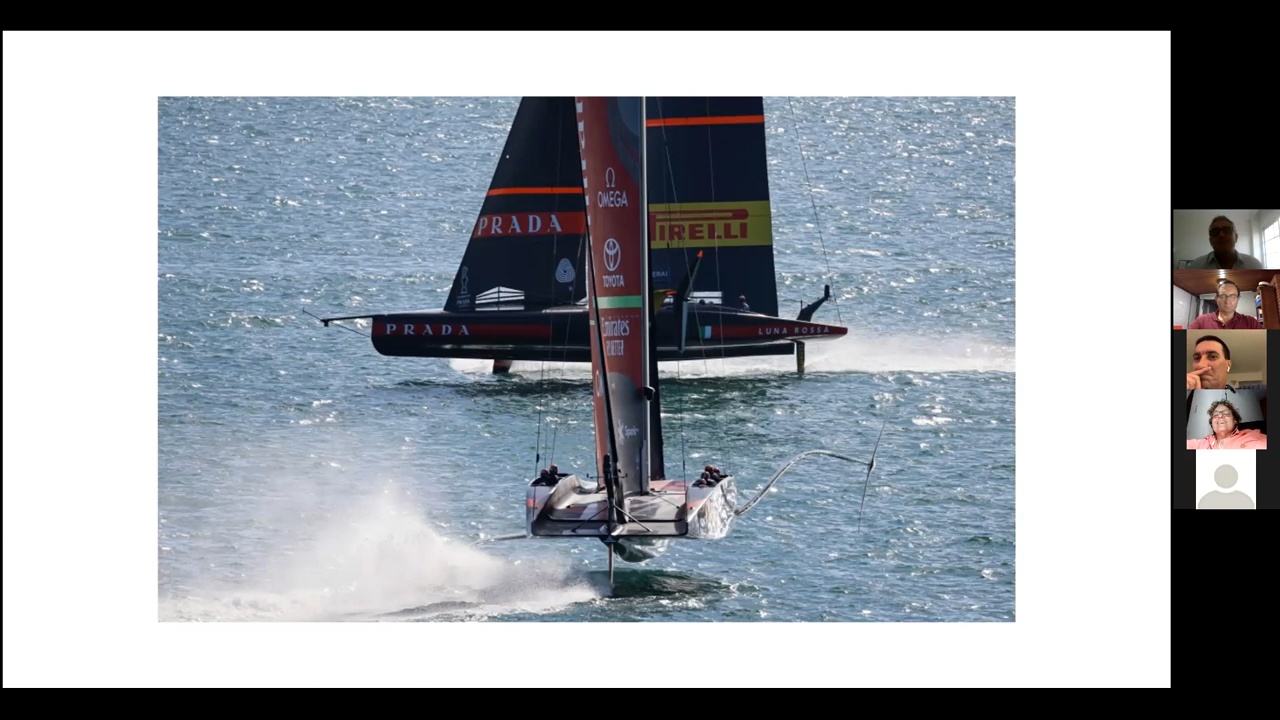 OMEGA
PRADA
PIRELLI
TOYOTA
Emirates
PRADA
LUNA ROSSA